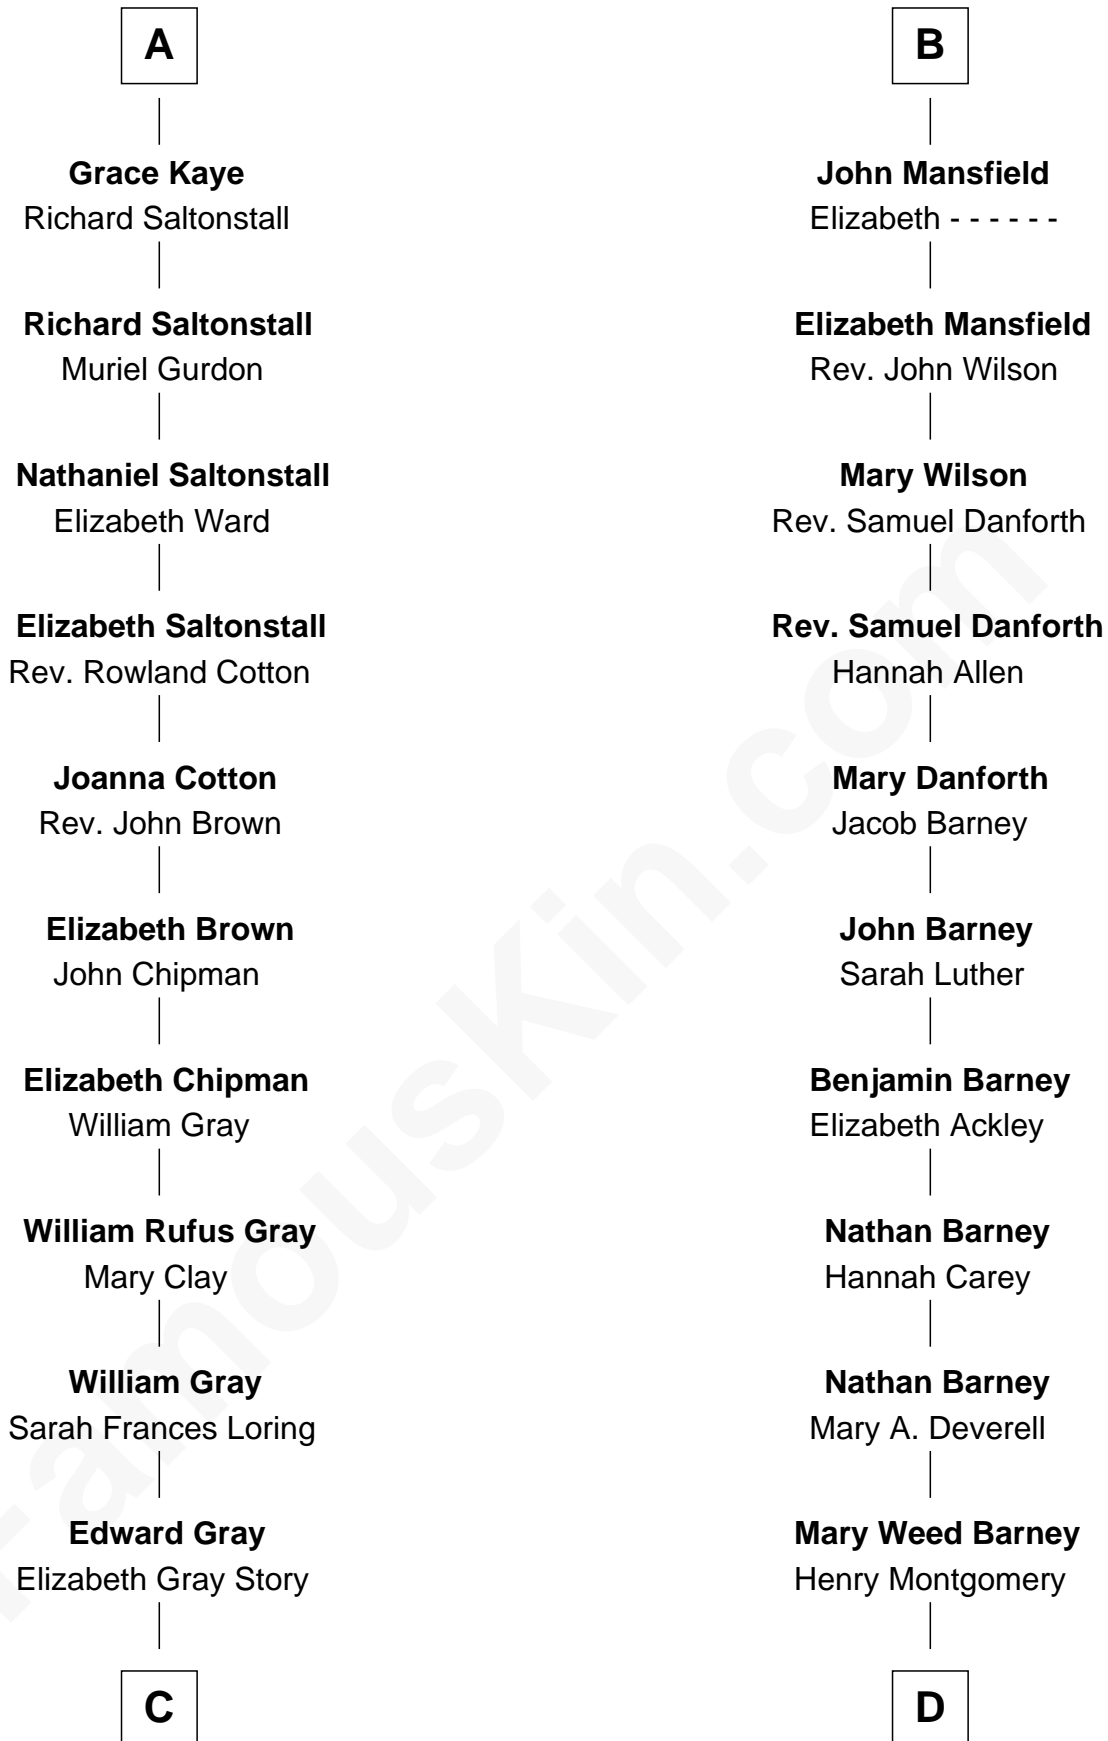 A
Grace Kaye
Richard Saltonstall
Richard Saltonstall
Muriel Gurdon
Nathaniel Saltonstall
Elizabeth Ward
Elizabeth Saltonstall
Rev. Rowland Cotton
Joanna Cotton
Rev. John Brown
Elizabeth Brown
John Chipman
Elizabeth Chipman
William Gray
William Rufus Gray
Mary Clay
William Gray
Sarah Frances Loring
Edward Gray
Elizabeth Gray Story
C
B
John Mansfield
Elizabeth - - - - - -
Elizabeth Mansfield
Rev. John Wilson
Mary Wilson
Rev. Samuel Danforth
Rev. Samuel Danforth
Hannah Allen
Mary Danforth
Jacob Barney
John Barney
Sarah Luther
Benjamin Barney
Elizabeth Ackley
Nathan Barney
Hannah Carey
Nathan Barney
Mary A. Deverell
Mary Weed Barney
Henry Montgomery
D
FamousKin.com